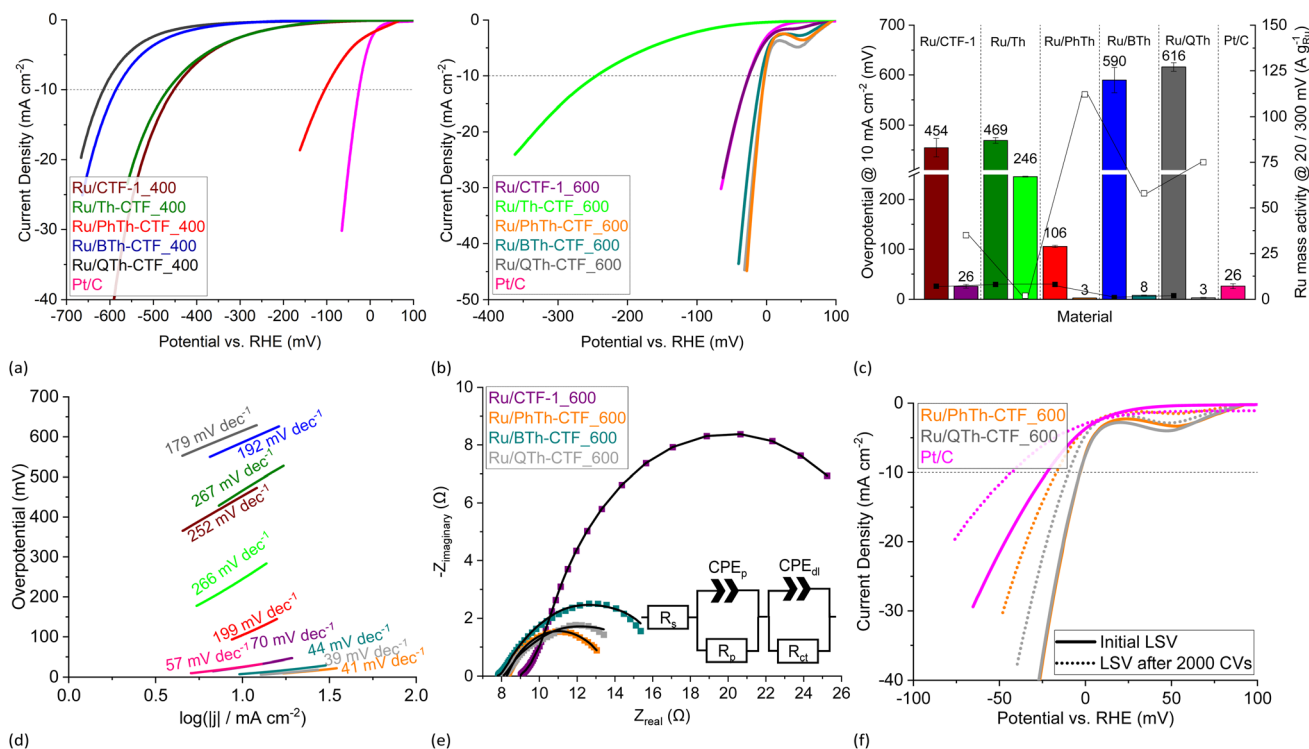 Current Density (mA cm⁻²)
0
-10
-20
-30
-40
-700 -600 -500 -400 -300 -200 -100 0 100
Potential vs. RHE (mV)
Ru/CTF-1_400
Ru/Th-CTF_400
Ru/PhTh-CTF_400
Ru/BTh-CTF_400
Ru/QTh-CTF_400
Pt/C
(a)
Current Density (mA cm⁻²)
0
-10
-20
-30
-40
-50
-400 -300 -200 -100 0 100
Potential vs. RHE (mV)
Ru/CTF-1_600
Ru/Th-CTF_600
Ru/PhTh-CTF_600
Ru/BTh-CTF_600
Ru/QTh-CTF_600
Pt/C
(b)
Overpotential @ 10 mA cm⁻² (mV)
700
600
500
200
100
0
Ru/CTF-1 Ru/Th Ru/PhTh Ru/BTh Ru/QTh Pt/C
454
26
469
246
106
3
590
8
616
3
26
150
125
100
75
50
25
0
Ru mass activity @ 20 / 300 mV (A g⁻¹Ru)
Material
(c)
Overpotential (mV)
700
600
500
400
300
200
100
0
0.0 0.5 1.0 1.5 2.0
log(|j| / mA cm⁻²)
179 mV dec⁻¹
192 mV dec⁻¹
267 mV dec⁻¹
252 mV dec⁻¹
266 mV dec⁻¹
199 mV dec⁻¹
57 mV dec⁻¹
70 mV dec⁻¹
44 mV dec⁻¹
39 mV dec⁻¹
41 mV dec⁻¹
(d)
-Zimaginary (Ω)
10
8
6
4
2
0
8 10 12 14 16 18 20 22 24 26
Zreal (Ω)
Ru/CTF-1_600
Ru/PhTh-CTF_600
Ru/BTh-CTF_600
Ru/QTh-CTF_600
CPEp
CPEdl
Rs
Rp
Rct
(e)
Current Density (mA cm⁻²)
0
-10
-20
-30
-40
-100 -50 0 50 100
Potential vs. RHE (mV)
Ru/PhTh-CTF_600
Ru/QTh-CTF_600
Pt/C
Initial LSV
LSV after 2000 CVs
(f)